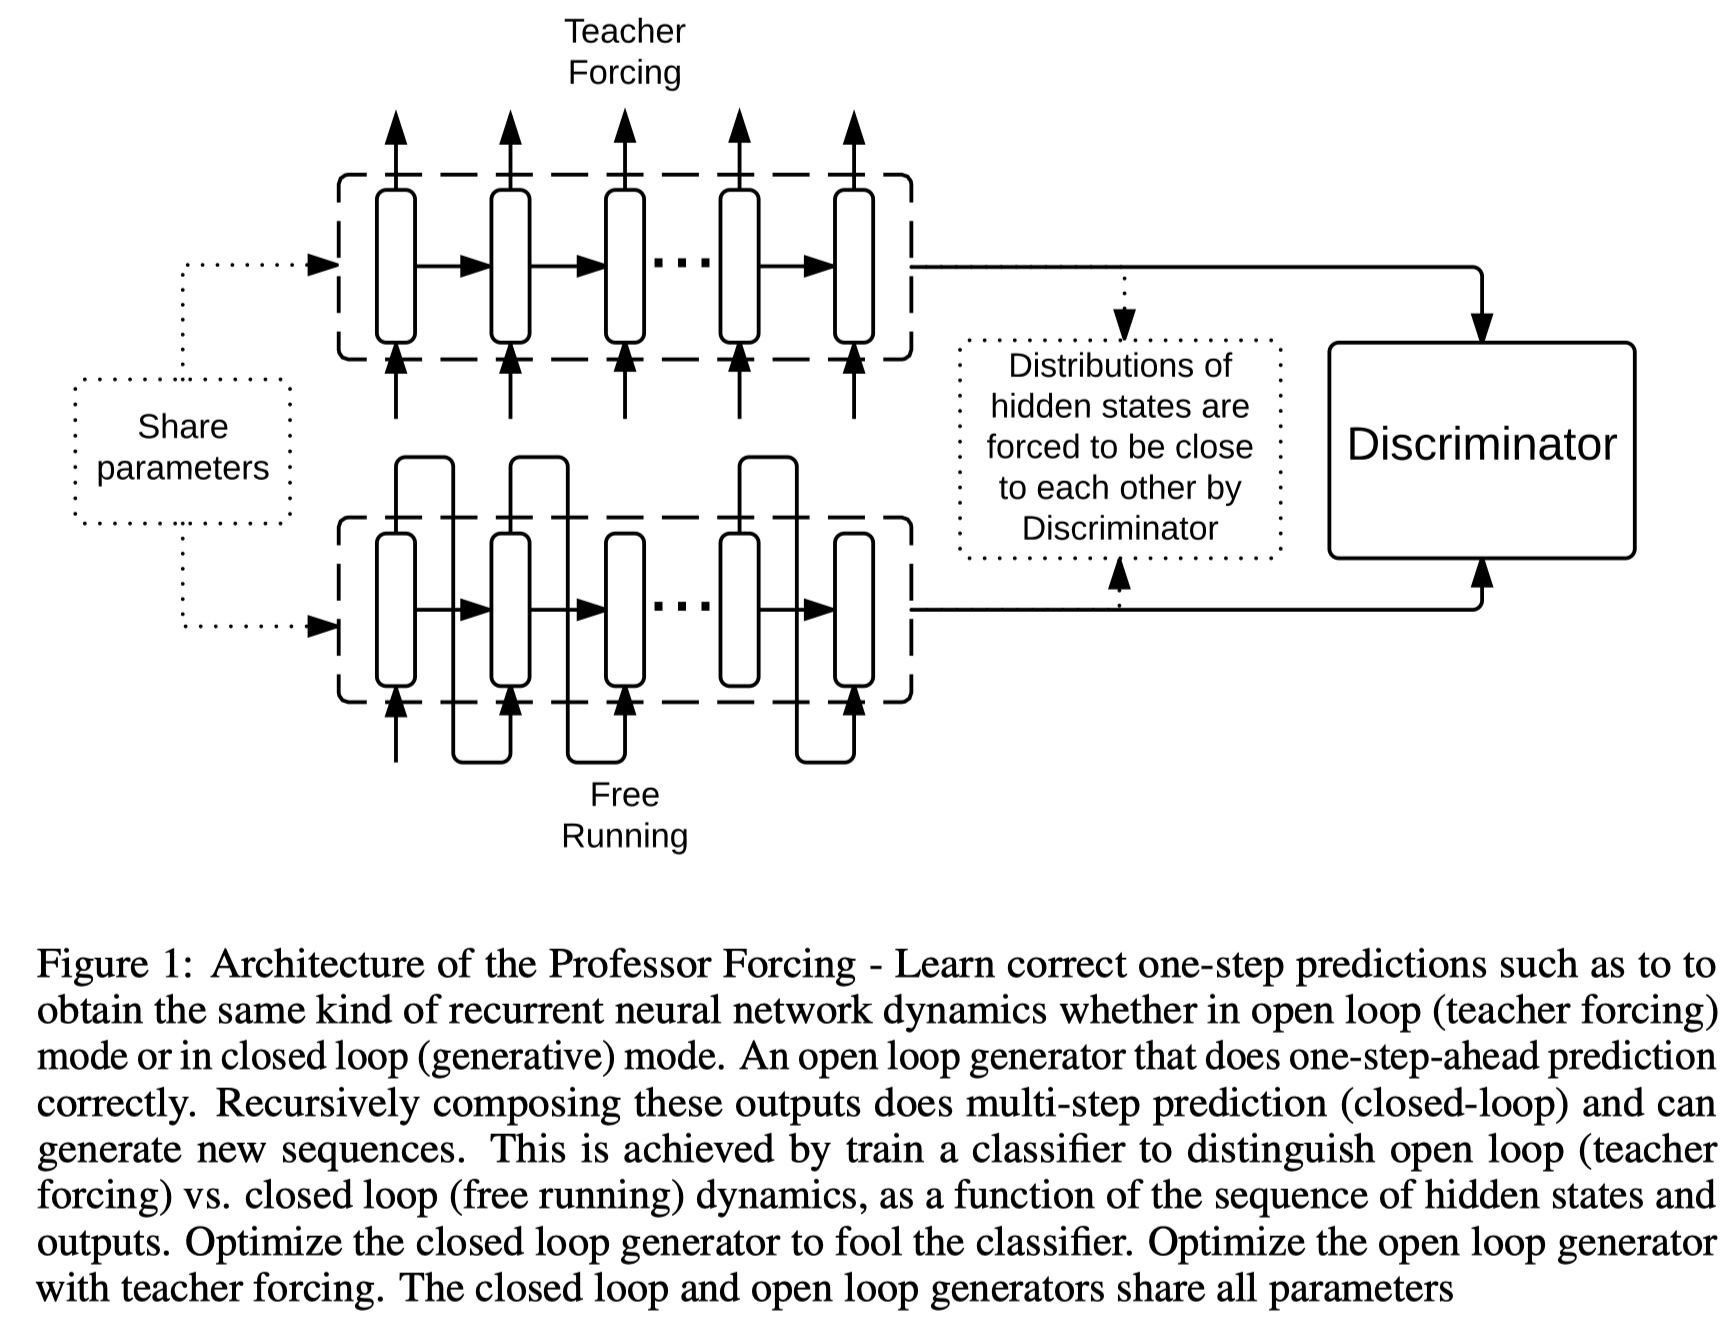 Teacher
Forcing
Share
parameters
Distributions of
hidden states are
forced to be close
to each other by
Discriminator
Discriminator
Free
Running
Figure 1: Architecture of the Professor Forcing - Learn correct one-step predictions such as to to
obtain the same kind of recurrent neural network dynamics whether in open loop (teacher forcing)
mode or in closed loop (generative) mode. An open loop generator that does one-step-ahead prediction
correctly. Recursively composing these outputs does multi-step prediction (closed-loop) and can
generate new sequences. This is achieved by train a classifier to distinguish open loop (teacher
forcing) vs. closed loop (free running) dynamics, as a function of the sequence of hidden states and
outputs. Optimize the closed loop generator to fool the classifier. Optimize the open loop generator
with teacher forcing. The closed loop and open loop generators share all parameters